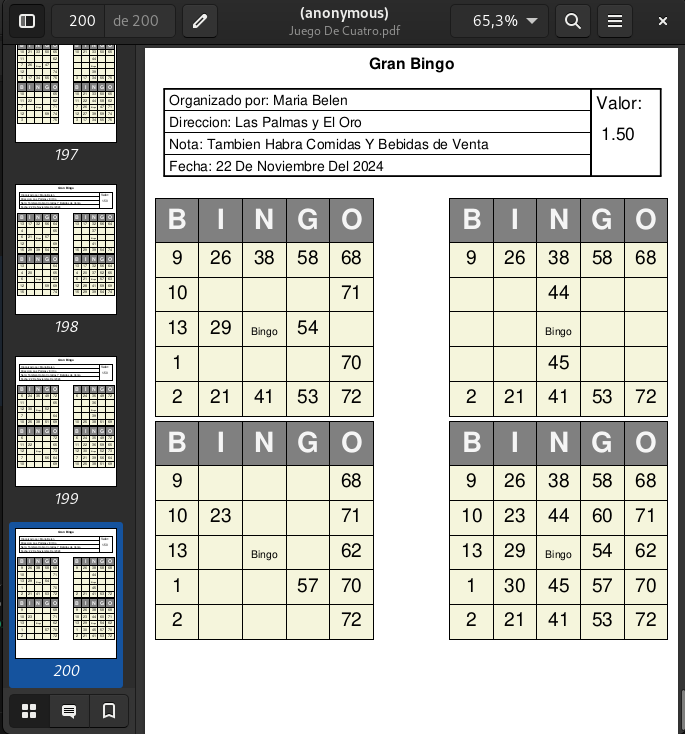 200 de 200
(anonymous)
Juego De Cuatro.pdf
65,3%
197
198
199
200
Gran Bingo
Organizado por: Maria Belen
Direccion: Las Palmas y El Oro
Nota: Tambien Habra Comidas Y Bebidas de Venta
Fecha: 22 De Noviembre Del 2024
Valor:
1.50
B I N G O
9 26 38 58 68
10 71
13 29 Bingo 54
1 70
2 21 41 53 72
B I N G O
9 26 38 58 68
44
Bingo
45
2 21 41 53 72
B I N G O
9 68
10 23 71
13 Bingo 62
1 57 70
2 72
B I N G O
9 26 38 58 68
10 23 44 60 71
13 29 Bingo 54 62
1 30 45 57 70
2 21 41 53 72